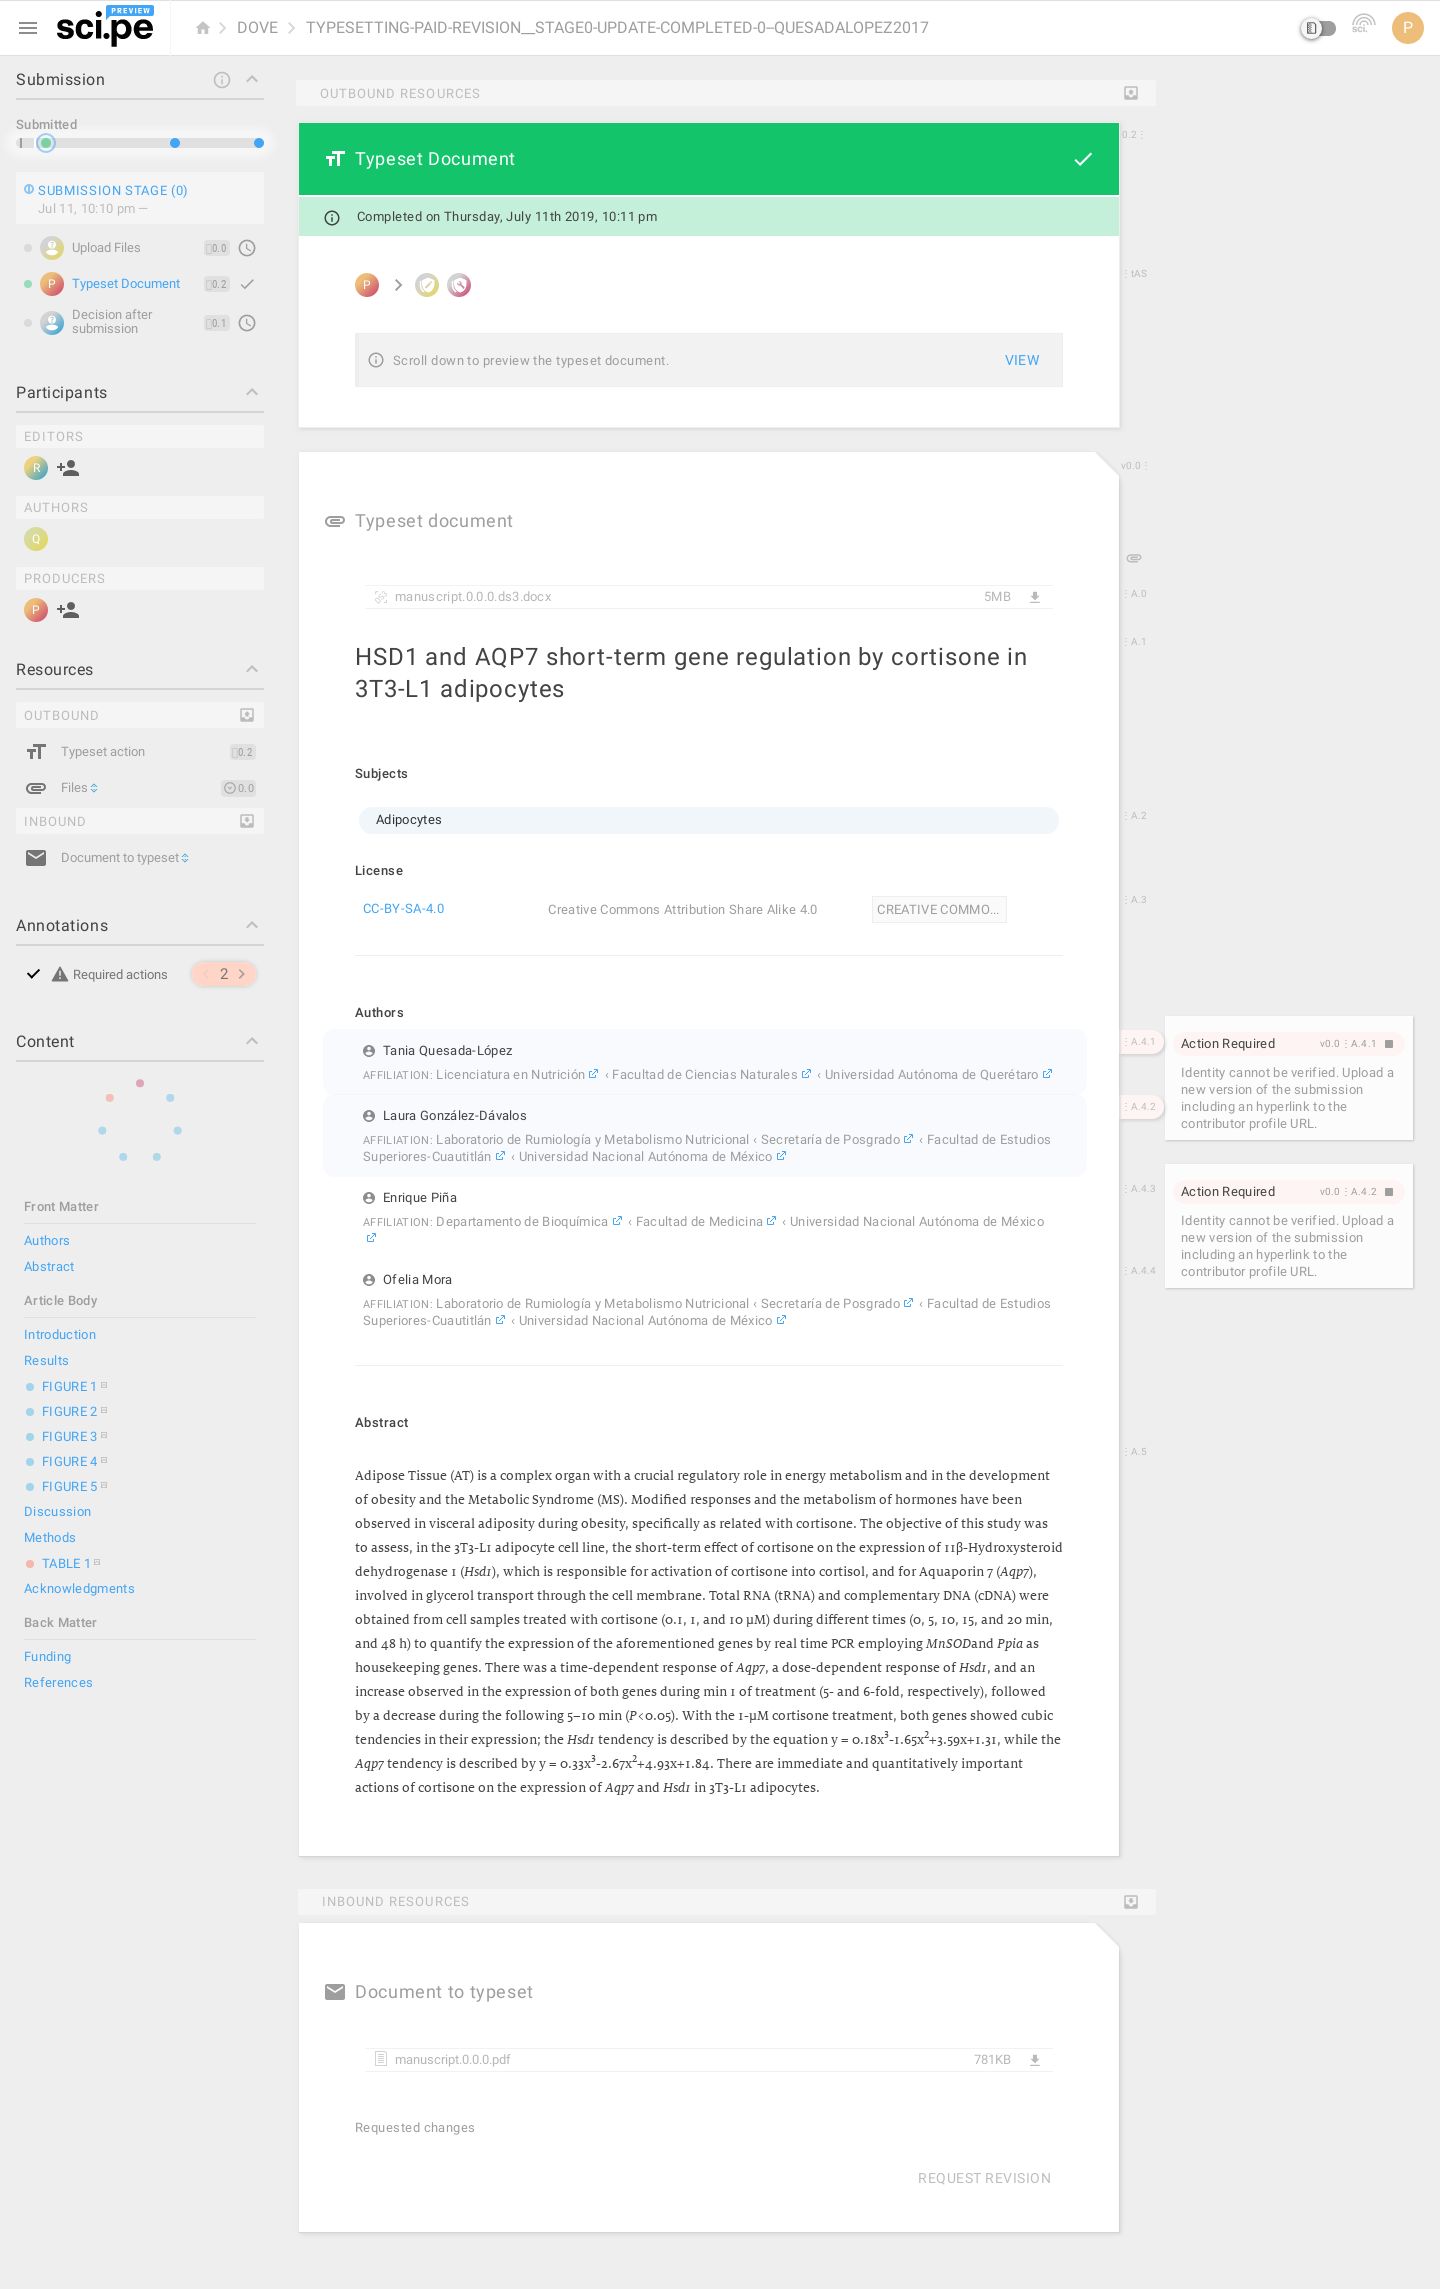 PREVIEW
sci.pe
DOVE
TYPESETTING-PAID-REVISION__STAGE0-UPDATE-COMPLETED-0--QUESADALOPEZ2017
sci.
P
Submission
Submitted
SUBMISSION STAGE (0)
Jul 11, 10:10 pm —
Upload Files
0.0
P
Typeset Document
0.2
Decision after
submission
0.1
Participants
EDITORS
R
AUTHORS
Q
PRODUCERS
P
Resources
OUTBOUND
Typeset action
0.2
Files
0.0
INBOUND
Document to typeset
Annotations
Required actions
2
Content
Front Matter
Authors
Abstract
Article Body
Introduction
Results
FIGURE 1
FIGURE 2
FIGURE 3
FIGURE 4
FIGURE 5
Discussion
Methods
TABLE 1
Acknowledgments
Back Matter
Funding
References
OUTBOUND RESOURCES
Typeset Document
0.2
Completed on Thursday, July 11th 2019, 10:11 pm
P
tAS
Scroll down to preview the typeset document.
VIEW
v0.0
Typeset document
manuscript.0.0.0.ds3.docx
5MB
A.0
HSD1 and AQP7 short-term gene regulation by cortisone in
3T3-L1 adipocytes
A.1
Subjects
Adipocytes
A.2
License
CC-BY-SA-4.0
Creative Commons Attribution Share Alike 4.0
CREATIVE COMMO...
A.3
Authors
Tania Quesada-López
AFFILIATION: Licenciatura en Nutrición ‹ Facultad de Ciencias Naturales ‹ Universidad Autónoma de Querétaro
A.4.1
Laura González-Dávalos
AFFILIATION: Laboratorio de Rumiología y Metabolismo Nutricional ‹ Secretaría de Posgrado ‹ Facultad de Estudios
Superiores-Cuautitlán ‹ Universidad Nacional Autónoma de México
A.4.2
Enrique Piña
AFFILIATION: Departamento de Bioquímica ‹ Facultad de Medicina ‹ Universidad Nacional Autónoma de México
A.4.3
Ofelia Mora
AFFILIATION: Laboratorio de Rumiología y Metabolismo Nutricional ‹ Secretaría de Posgrado ‹ Facultad de Estudios
Superiores-Cuautitlán ‹ Universidad Nacional Autónoma de México
A.4.4
Action Required
v0.0 A.4.1
Identity cannot be verified. Upload a
new version of the submission
including an hyperlink to the
contributor profile URL.
Action Required
v0.0 A.4.2
Identity cannot be verified. Upload a
new version of the submission
including an hyperlink to the
contributor profile URL.
Abstract
A.5
Adipose Tissue (AT) is a complex organ with a crucial regulatory role in energy metabolism and in the development
of obesity and the Metabolic Syndrome (MS). Modified responses and the metabolism of hormones have been
observed in visceral adiposity during obesity, specifically as related with cortisone. The objective of this study was
to assess, in the 3T3-L1 adipocyte cell line, the short-term effect of cortisone on the expression of 11β-Hydroxysteroid
dehydrogenase 1 (Hsd1), which is responsible for activation of cortisone into cortisol, and for Aquaporin 7 (Aqp7),
involved in glycerol transport through the cell membrane. Total RNA (tRNA) and complementary DNA (cDNA) were
obtained from cell samples treated with cortisone (0.1, 1, and 10 μM) during different times (0, 5, 10, 15, and 20 min,
and 48 h) to quantify the expression of the aforementioned genes by real time PCR employing MnSODand Ppia as
housekeeping genes. There was a time-dependent response of Aqp7, a dose-dependent response of Hsd1, and an
increase observed in the expression of both genes during min 1 of treatment (5- and 6-fold, respectively), followed
by a decrease during the following 5–10 min (P<0.05). With the 1-μM cortisone treatment, both genes showed cubic
tendencies in their expression; the Hsd1 tendency is described by the equation y = 0.18x³-1.65x²+3.59x+1.31, while the
Aqp7 tendency is described by y = 0.33x³-2.67x²+4.93x+1.84. There are immediate and quantitatively important
actions of cortisone on the expression of Aqp7 and Hsd1 in 3T3-L1 adipocytes.
INBOUND RESOURCES
Document to typeset
manuscript.0.0.0.pdf
781KB
Requested changes
REQUEST REVISION